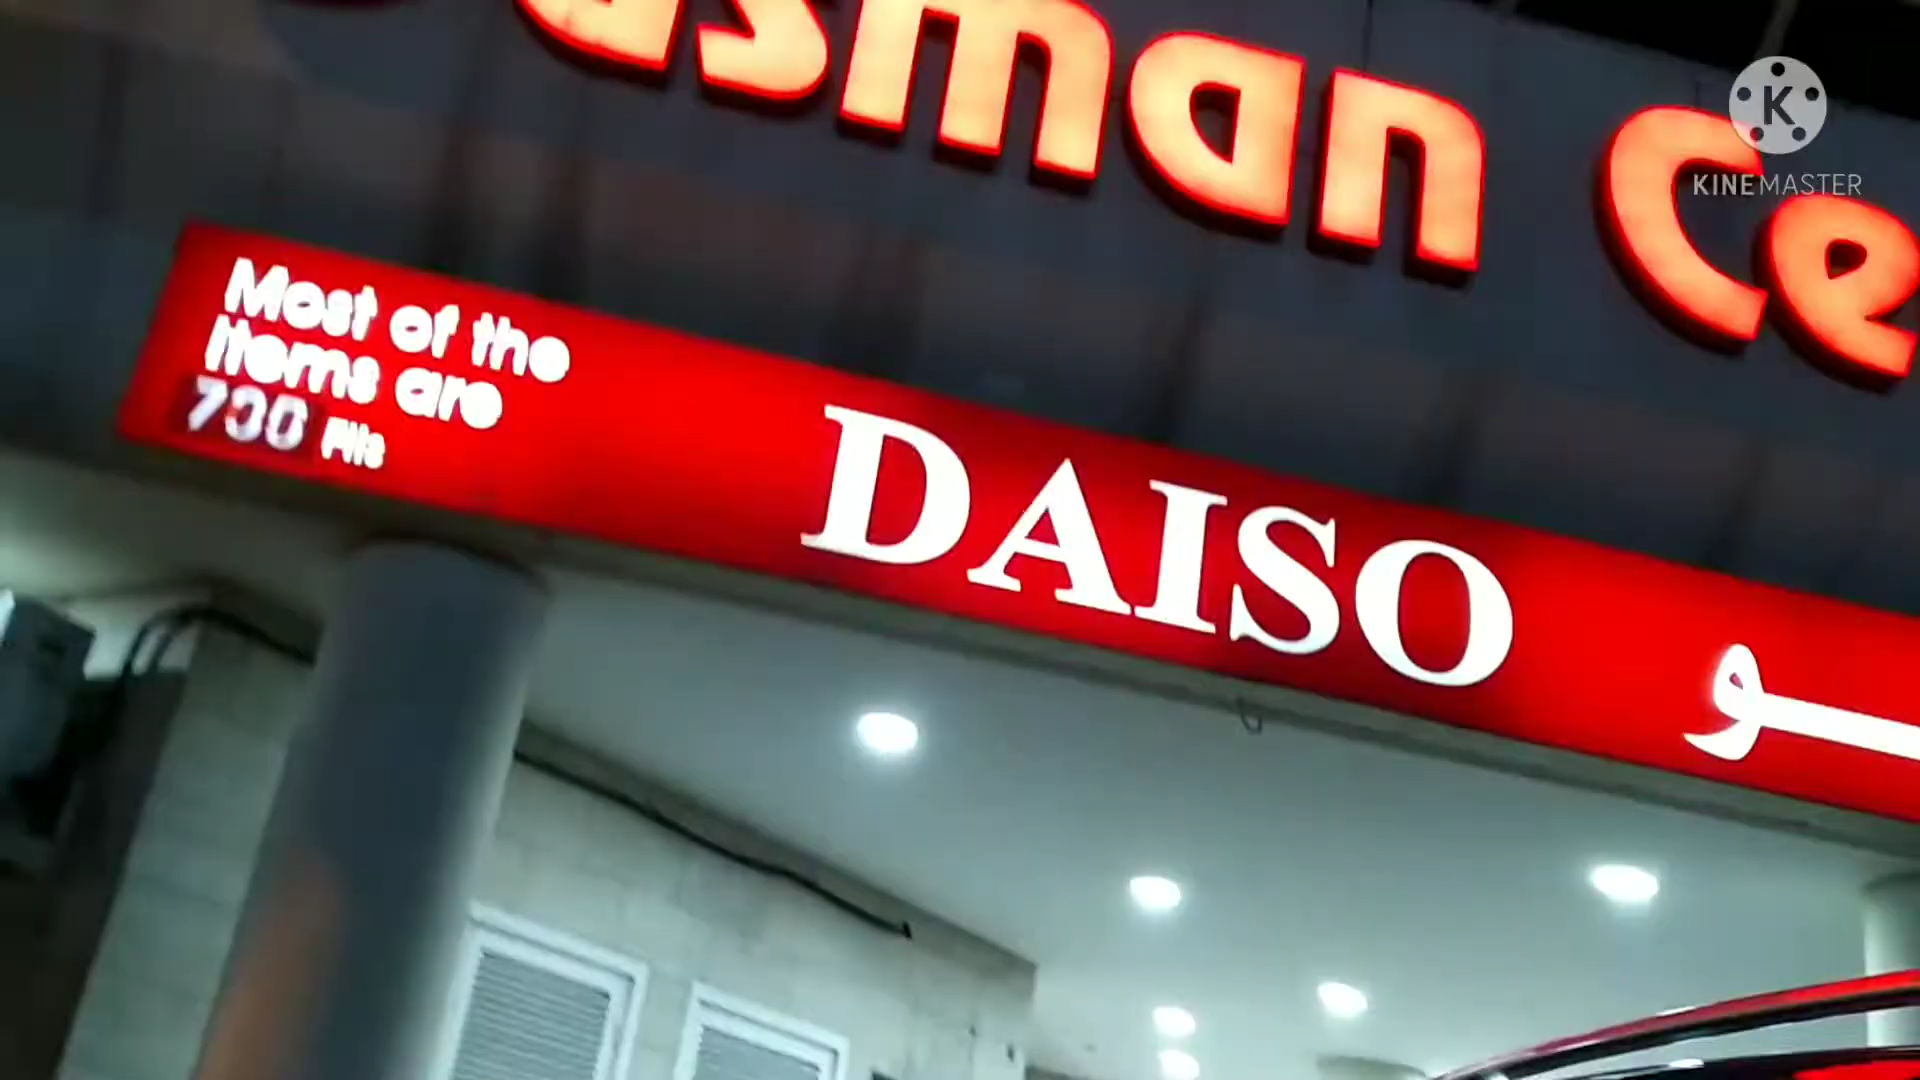 asman Ce
KINEMASTER
Most of the
Items are
700 Fils
DAISO